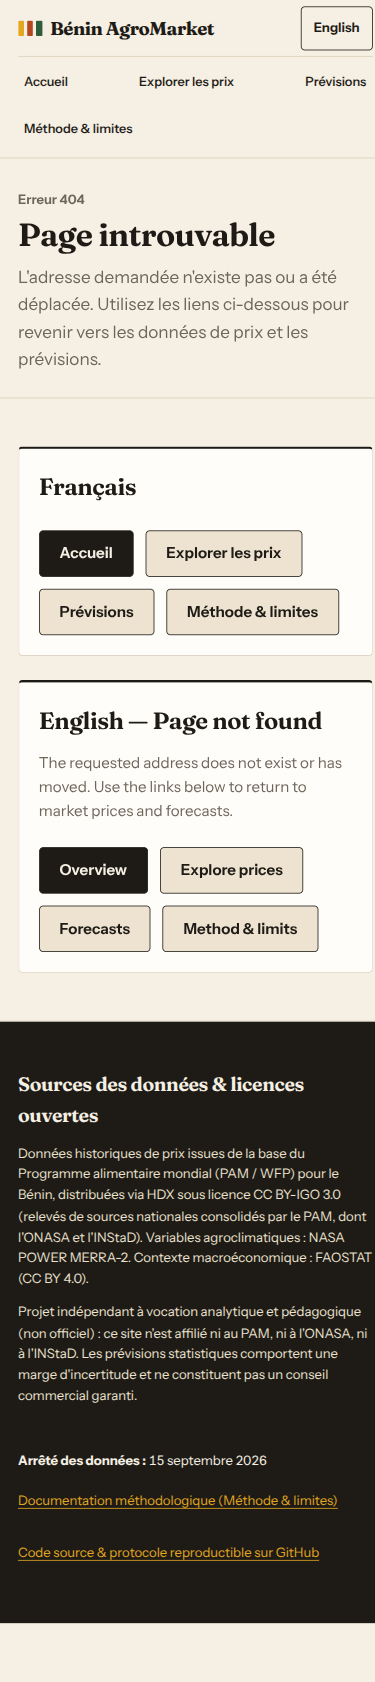 Bénin AgroMarket
English
Accueil
Explorer les prix
Prévisions
Méthode & limites
Erreur 404
Page introuvable
L'adresse demandée n'existe pas ou a été
déplacée. Utilisez les liens ci-dessous pour
revenir vers les données de prix et les
prévisions.
Français
Accueil
Explorer les prix
Prévisions
Méthode & limites
English — Page not found
The requested address does not exist or has
moved. Use the links below to return to
market prices and forecasts.
Overview
Explore prices
Forecasts
Method & limits
Sources des données & licences
ouvertes
Données historiques de prix issues de la base du
Programme alimentaire mondial (PAM / WFP) pour le
Bénin, distribuées via HDX sous licence CC BY-IGO 3.0
(relevés de sources nationales consolidés par le PAM, dont
l'ONASA et l'INStaD). Variables agroclimatiques : NASA
POWER MERRA-2. Contexte macroéconomique : FAOSTAT
(CC BY 4.0).
Projet indépendant à vocation analytique et pédagogique
(non officiel) : ce site n'est affilié ni au PAM, ni à l'ONASA, ni
à l'INStaD. Les prévisions statistiques comportent une
marge d'incertitude et ne constituent pas un conseil
commercial garanti.
Arrêté des données : 15 septembre 2026
Documentation méthodologique (Méthode & limites)
Code source & protocole reproductible sur GitHub